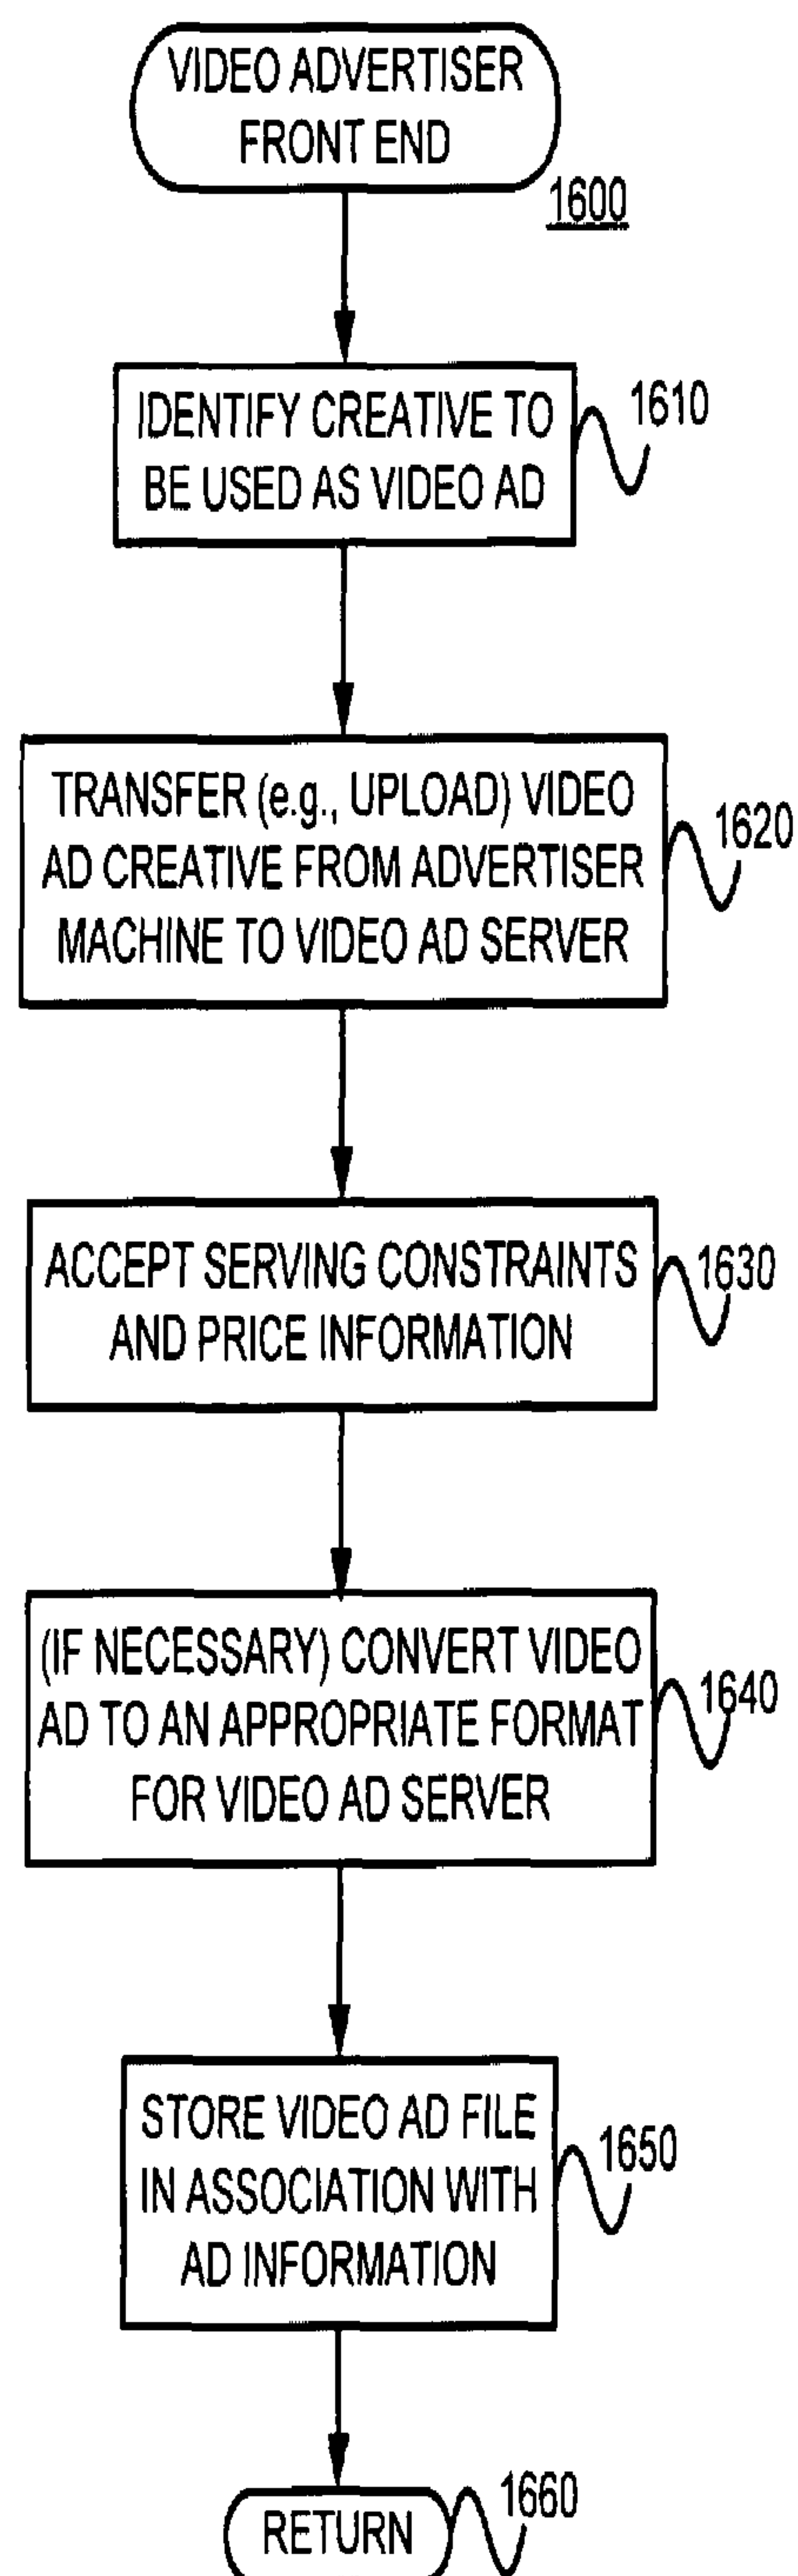 VIDEO ADVERTISER
FRONT END
1600
IDENTIFY CREATIVE TO
BE USED AS VIDEO AD
1610
TRANSFER (e.g., UPLOAD) VIDEO
AD CREATIVE FROM ADVERTISER
MACHINE TO VIDEO AD SERVER
1620
ACCEPT SERVING CONSTRAINTS
AND PRICE INFORMATION
1630
(IF NECESSARY) CONVERT VIDEO
AD TO AN APPROPRIATE FORMAT
FOR VIDEO AD SERVER
1640
STORE VIDEO AD FILE
IN ASSOCIATION WITH
AD INFORMATION
1650
RETURN
1660